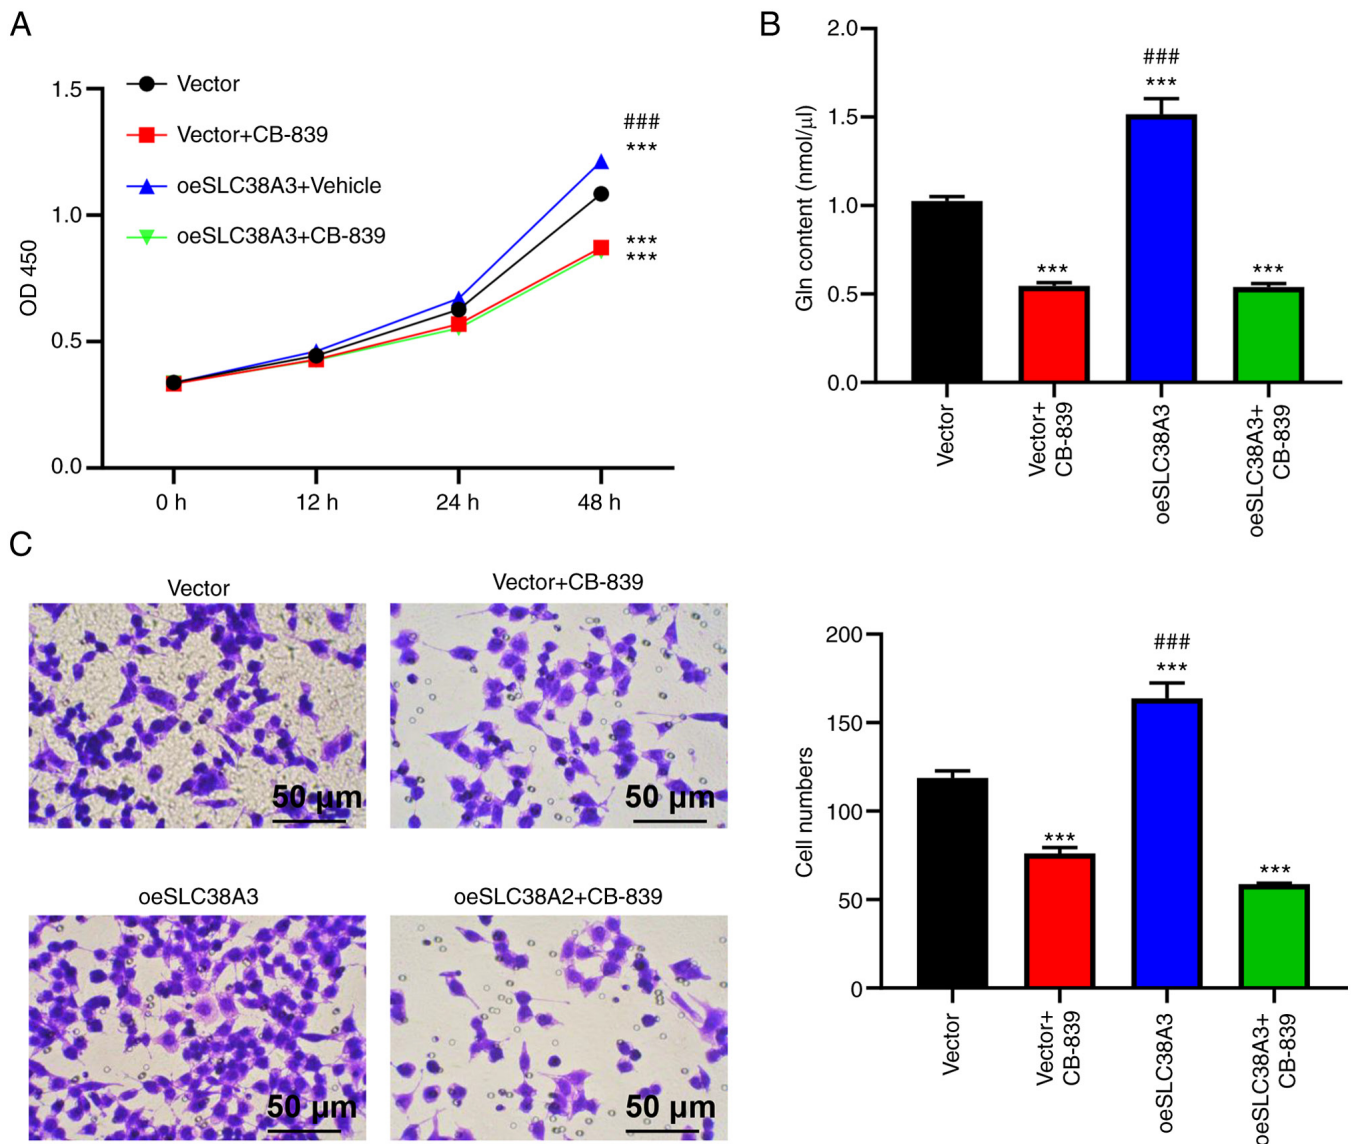 A
1.5
1.0
0.5
0.0
OD 450
Vector
Vector+CB-839
oeSLC38A3+Vehicle
oeSLC38A3+CB-839
###
***
***
***
0 h 12 h 24 h 48 h
B
2.0
1.5
1.0
0.5
0.0
Gln content (nmol/µl)
***
###
***
***
Vector
Vector+
CB-839
oeSLC38A3
oeSLC38A3+
CB-839
C
Vector
50 µm
Vector+CB-839
50 µm
oeSLC38A3
50 µm
oeSLC38A2+CB-839
50 µm
200
150
100
50
0
Cell numbers
***
###
***
***
Vector
Vector+
CB-839
oeSLC38A3
oeSLC38A3+
CB-839